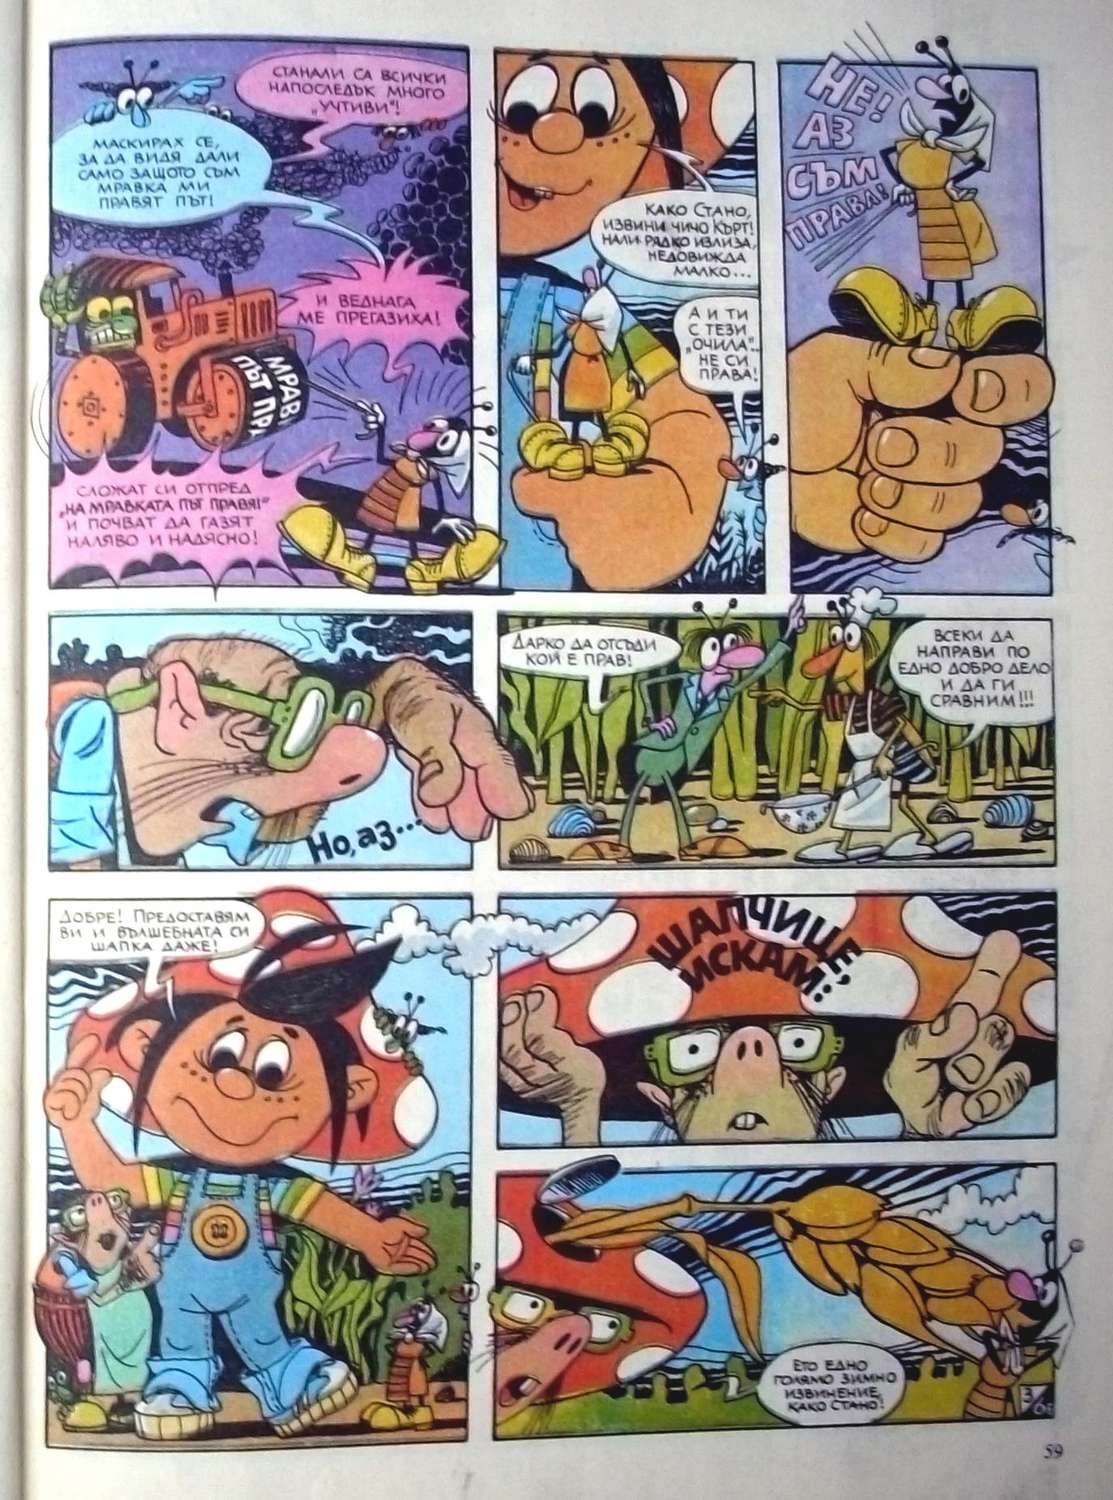 СТАНАЛИ СА ВСИЧКИ
НАПОСЛЕДЪК МНОГО
„УЧТИВИ"!
МАСКИРАХ СЕ,
ЗА ДА ВИДЯ ДАЛИ
САМО ЗАЩОТО СЪМ
МРАВКА МИ
ПРАВЯТ ПЪТ!
И ВЕДНАГА
МЕ ПРЕГАЗИХА!
МРАВ
ПЪТ ПРА
СЛОЖАТ СИ ОТПРЕД
„НА МРАВКАТА ПЪТ ПРАВЯ!"
И ПОЧВАТ ДА ГАЗЯТ
НАЛЯВО И НАДЯСНО!
КАКО СТАНО,
ИЗВИНИ ЧИЧО КЪРТ!
НАЛИ РЯДКО ИЗЛИЗА,
НЕДОВИЖДА
МАЛКО...
А И ТИ
С ТЕЗИ
„ОЧИЛА"...
НЕ СИ
ПРАВА!
НЕ!
АЗ
СЪМ
ПРАВА!
Но, аз...
ДАРКО ДА ОТСЪДИ
КОЙ Е ПРАВ!
ВСЕКИ ДА
НАПРАВИ ПО
ЕДНО ДОБРО ДЕЛО
И ДА ГИ
СРАВНИМ!!!
ДОБРЕ! ПРЕДОСТАВЯМ
ВИ И ВЪЛШЕБНАТА СИ
ШАПКА ДАЖЕ!
ШАПЧИЦЕ,
ИСКАМ:
ЕТО ЕДНО
ГОЛЯМО ЗИМНО
ИЗВИНЕНИЕ,
КАКО СТАНО!
59